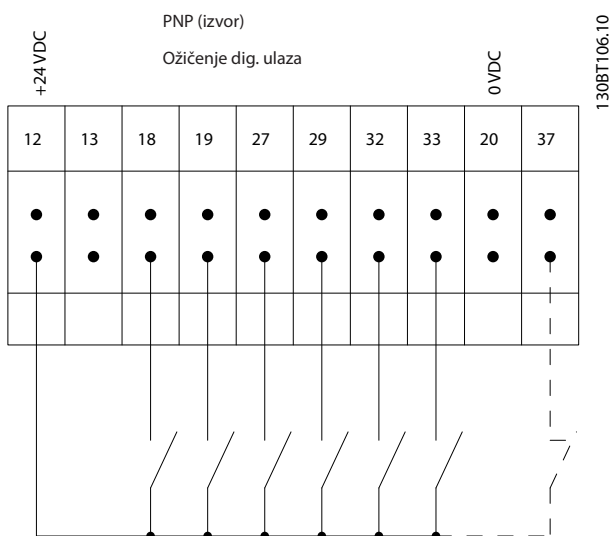 PNP (izvor)
Ožičenje dig. ulaza
+24 VDC
0 VDC
130BT106.10
12 13 18 19 27 29 32 33 20 37